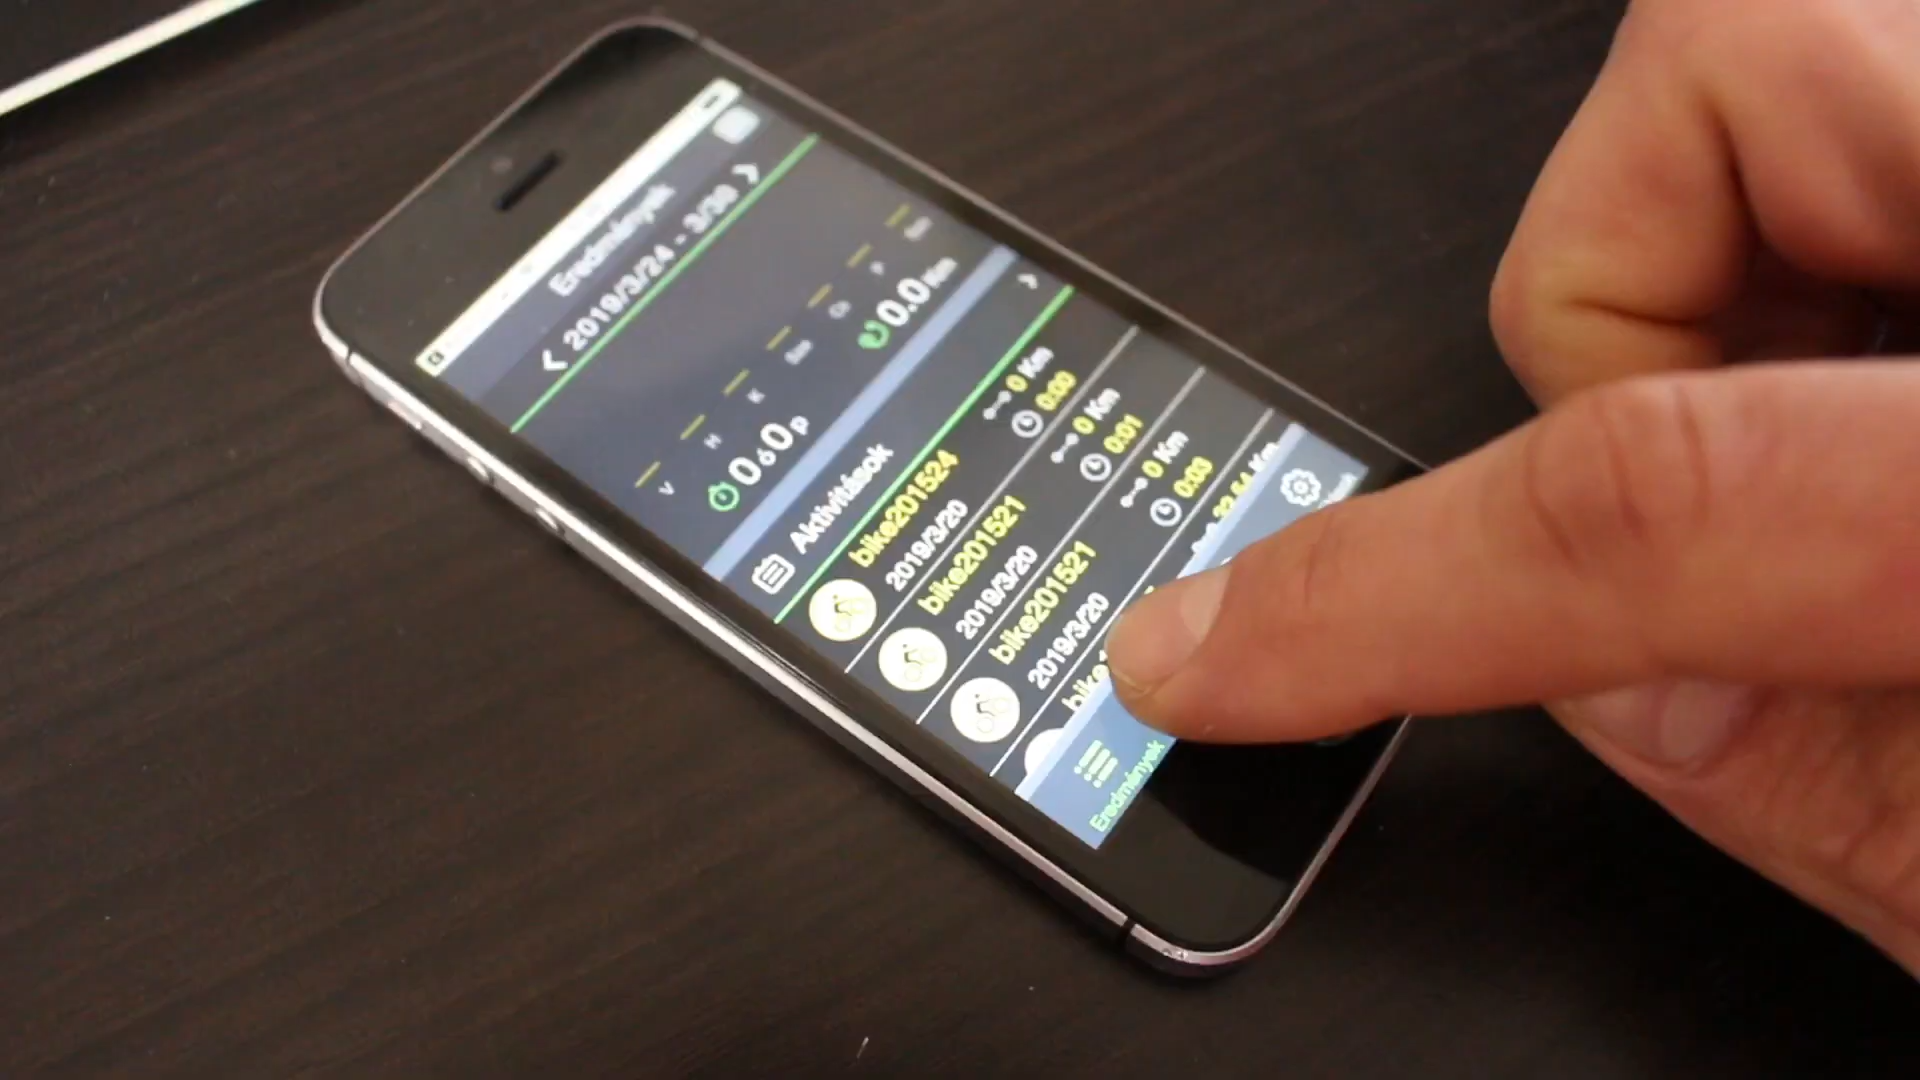 Eredmények
2019/3/24 - 3/30
V H K Sze Cs P Szo
0ó0p
0.0Km
Aktivitások
bike201524
2019/3/20
0 Km
0:00
bike201521
2019/3/20
0 Km
0:01
bike201521
2019/3/20
0 Km
0:03
Km
Eredmények